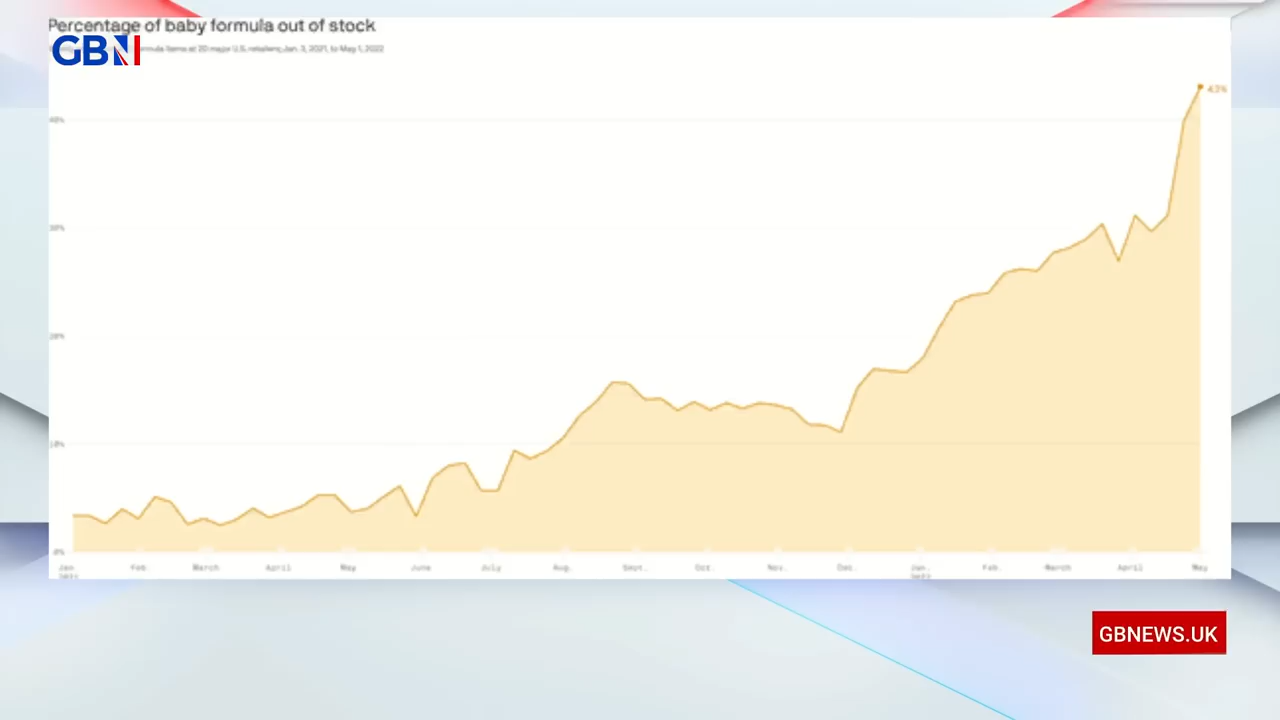 Percentage of baby formula out of stock
GBN
formula items at 20 major U.S. retailers; Jan. 3, 2021, to May 1, 2022
43%
40%
30%
20%
10%
0%
Jan. Feb. March April May June July Aug. Sept. Oct. Nov. Dec. Jan. Feb. March April May
2021 2022
GBNEWS.UK